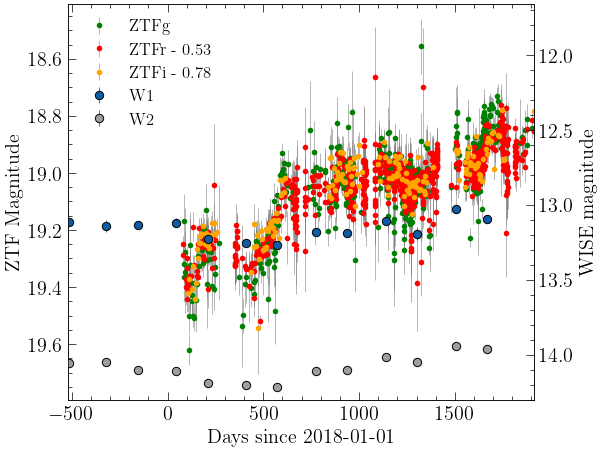 ZTFg
ZTFr - 0.53
ZTFi - 0.78
W1
W2
18.6
18.8
19.0
19.2
19.4
19.6
ZTF Magnitude
12.0
12.5
13.0
13.5
14.0
WISE magnitude
−500 0 500 1000 1500
Days since 2018-01-01